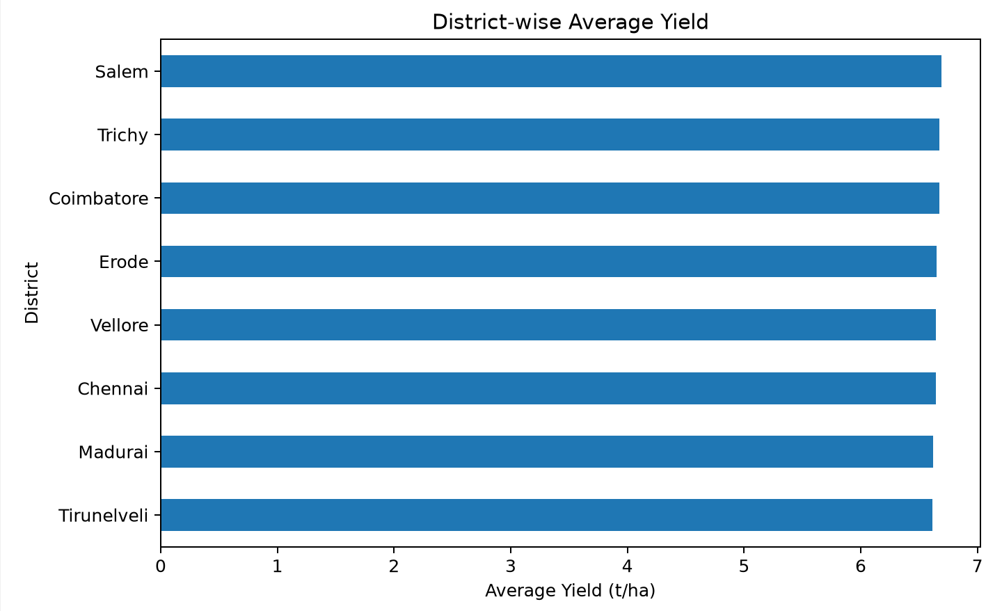 District-wise Average Yield
Salem
Trichy
Coimbatore
Erode
Vellore
Chennai
Madurai
Tirunelveli
District
0 1 2 3 4 5 6 7
Average Yield (t/ha)